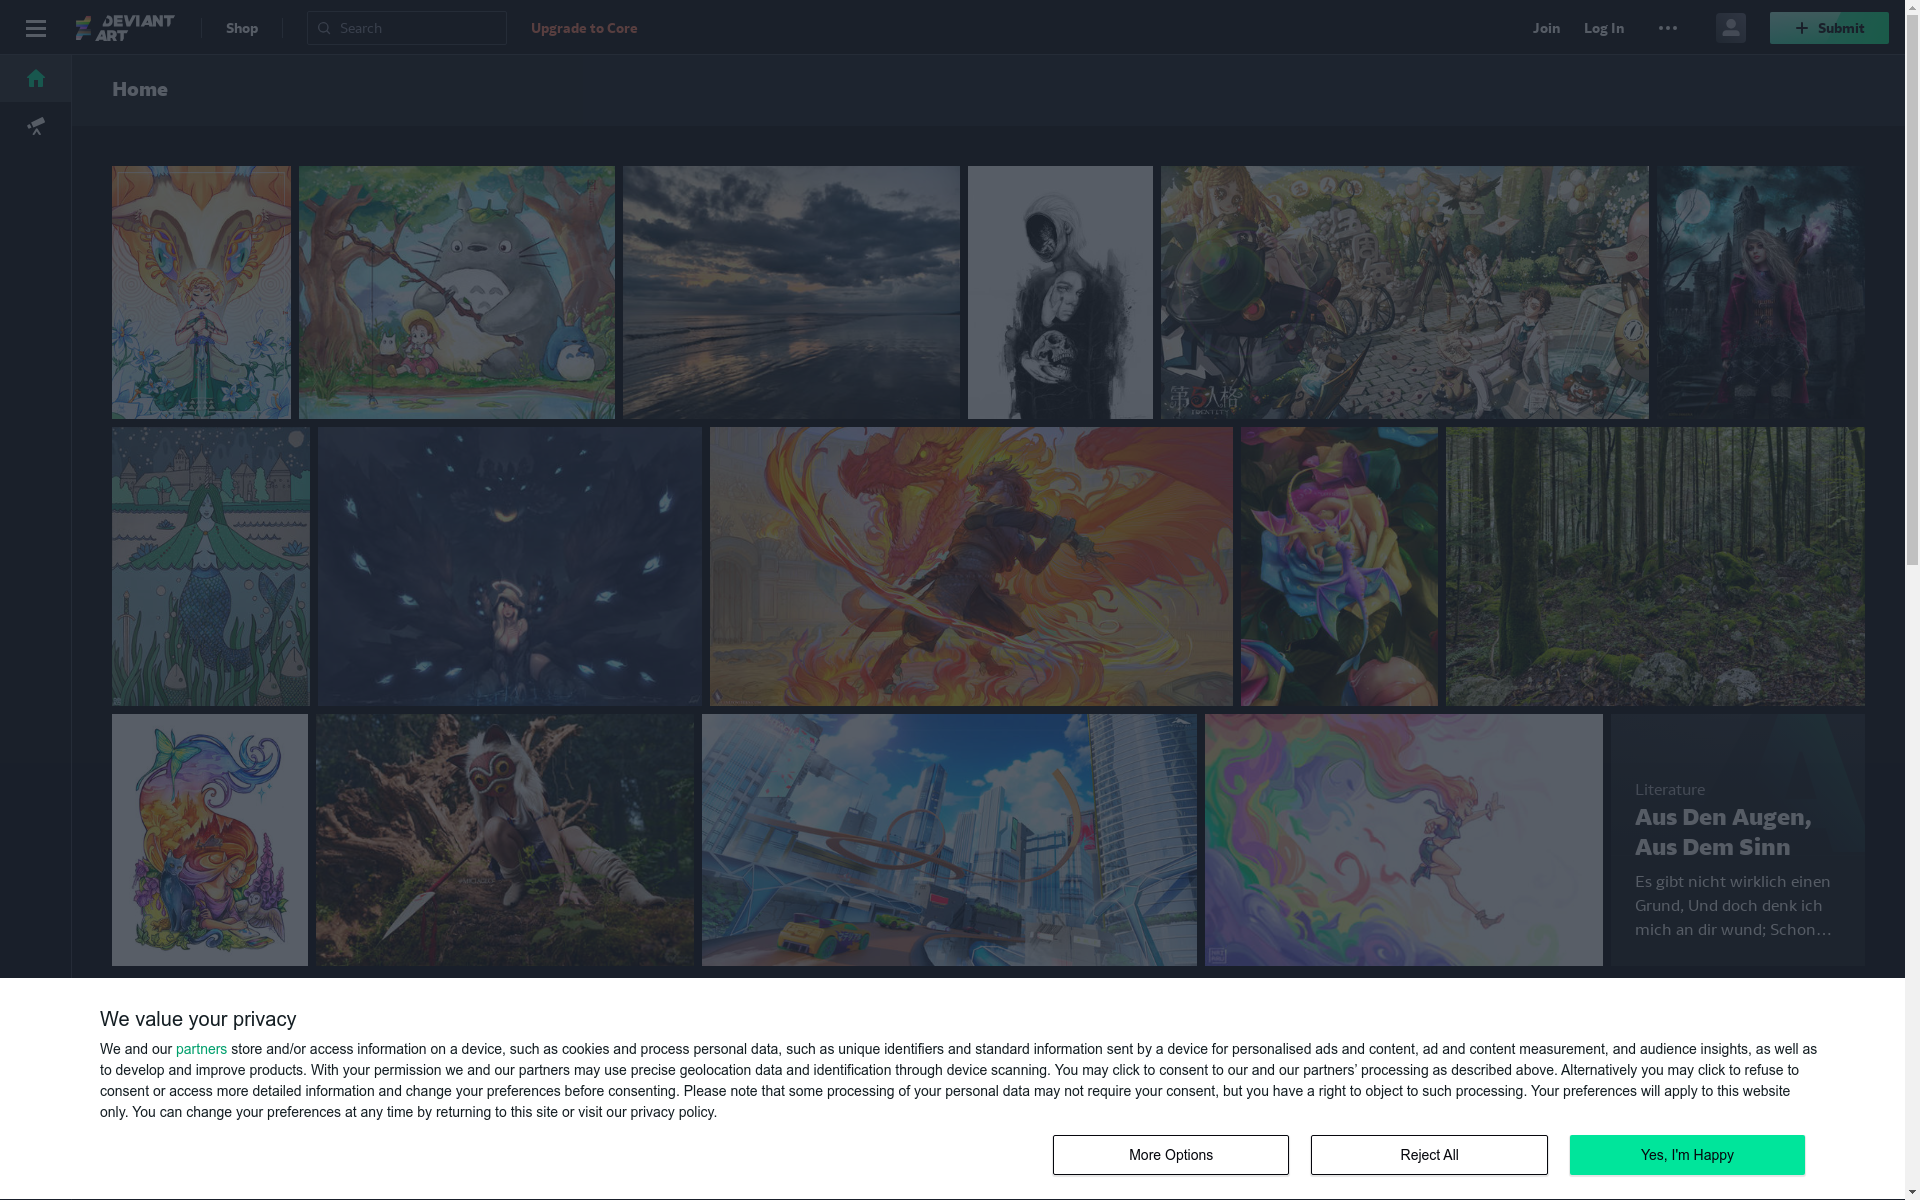 DEVIANT
ART
Shop
Search
Upgrade to Core
Join
Log In
Submit
Home
第五人格
Literature
Aus Den Augen,
Aus Dem Sinn
Es gibt nicht wirklich einen
Grund, Und doch denk ich
mich an dir wund; Schon…
We value your privacy
We and our partners store and/or access information on a device, such as cookies and process personal data, such as unique identifiers and standard information sent by a device for personalised ads and content, ad and content measurement, and audience insights, as well as
to develop and improve products. With your permission we and our partners may use precise geolocation data and identification through device scanning. You may click to consent to our and our partners’ processing as described above. Alternatively you may click to refuse to
consent or access more detailed information and change your preferences before consenting. Please note that some processing of your personal data may not require your consent, but you have a right to object to such processing. Your preferences will apply to this website
only. You can change your preferences at any time by returning to this site or visit our privacy policy.
More Options
Reject All
Yes, I'm Happy